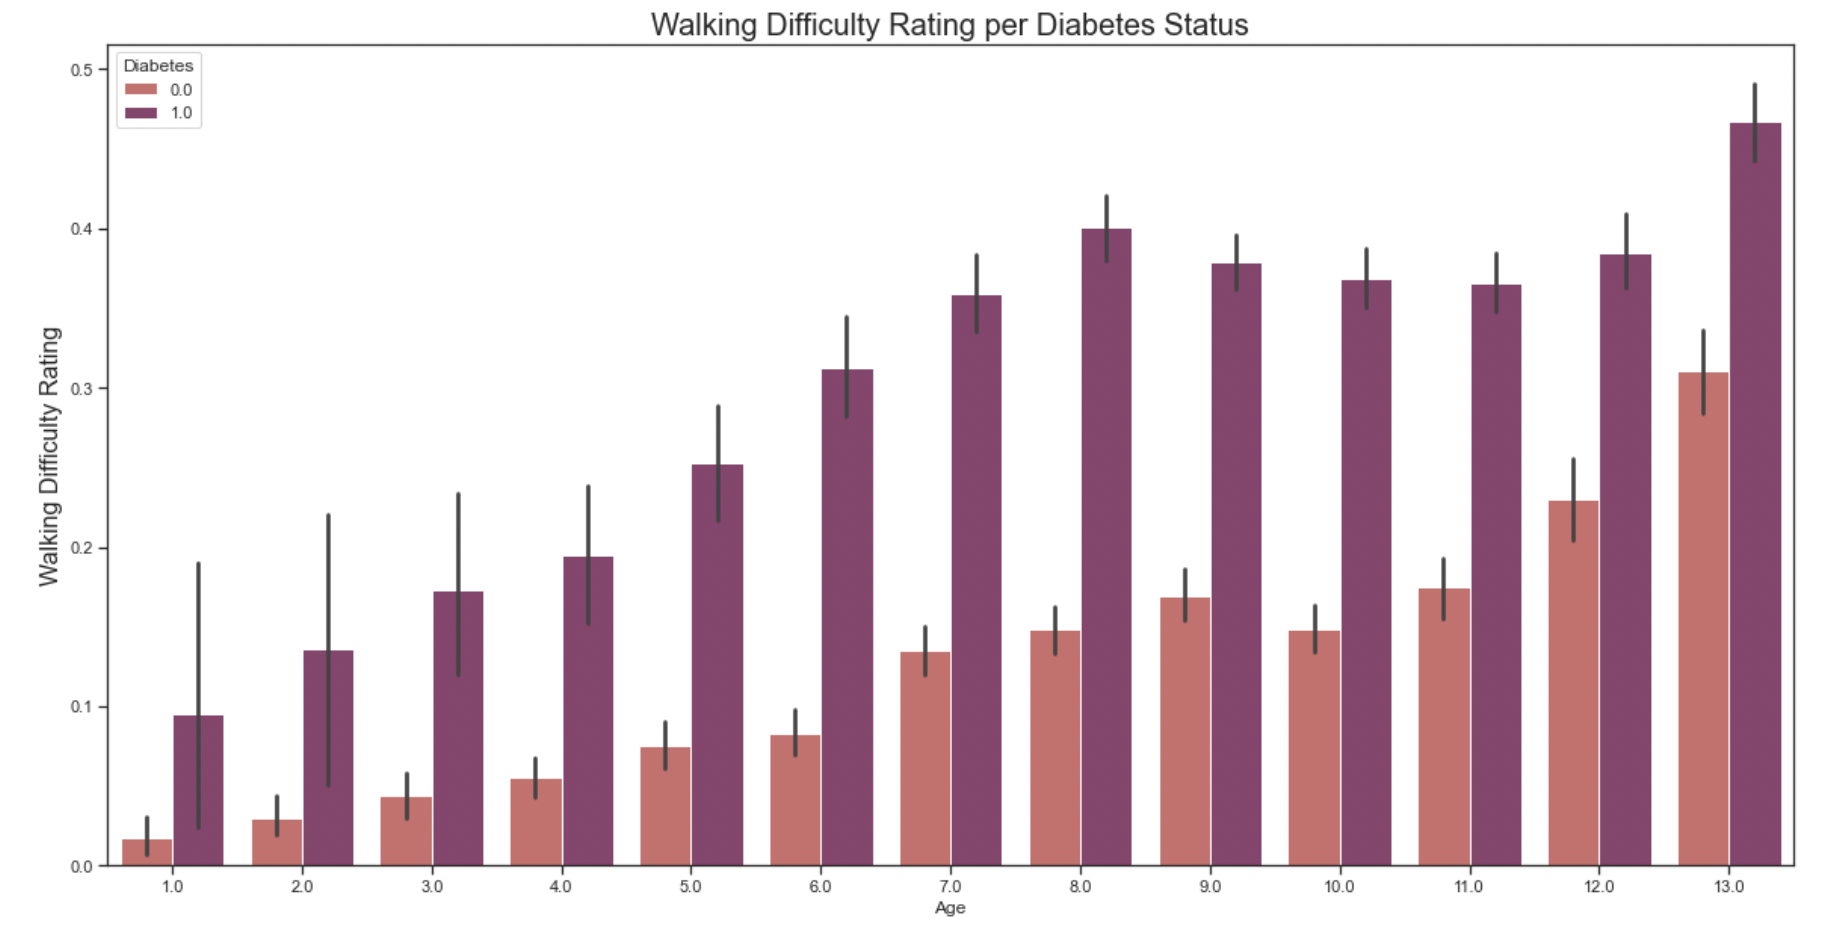 Walking Difficulty Rating per Diabetes Status
Diabetes
0.0
1.0
Walking Difficulty Rating
0.5
0.4
0.3
0.2
0.1
0.0
1.0 2.0 3.0 4.0 5.0 6.0 7.0 8.0 9.0 10.0 11.0 12.0 13.0
Age